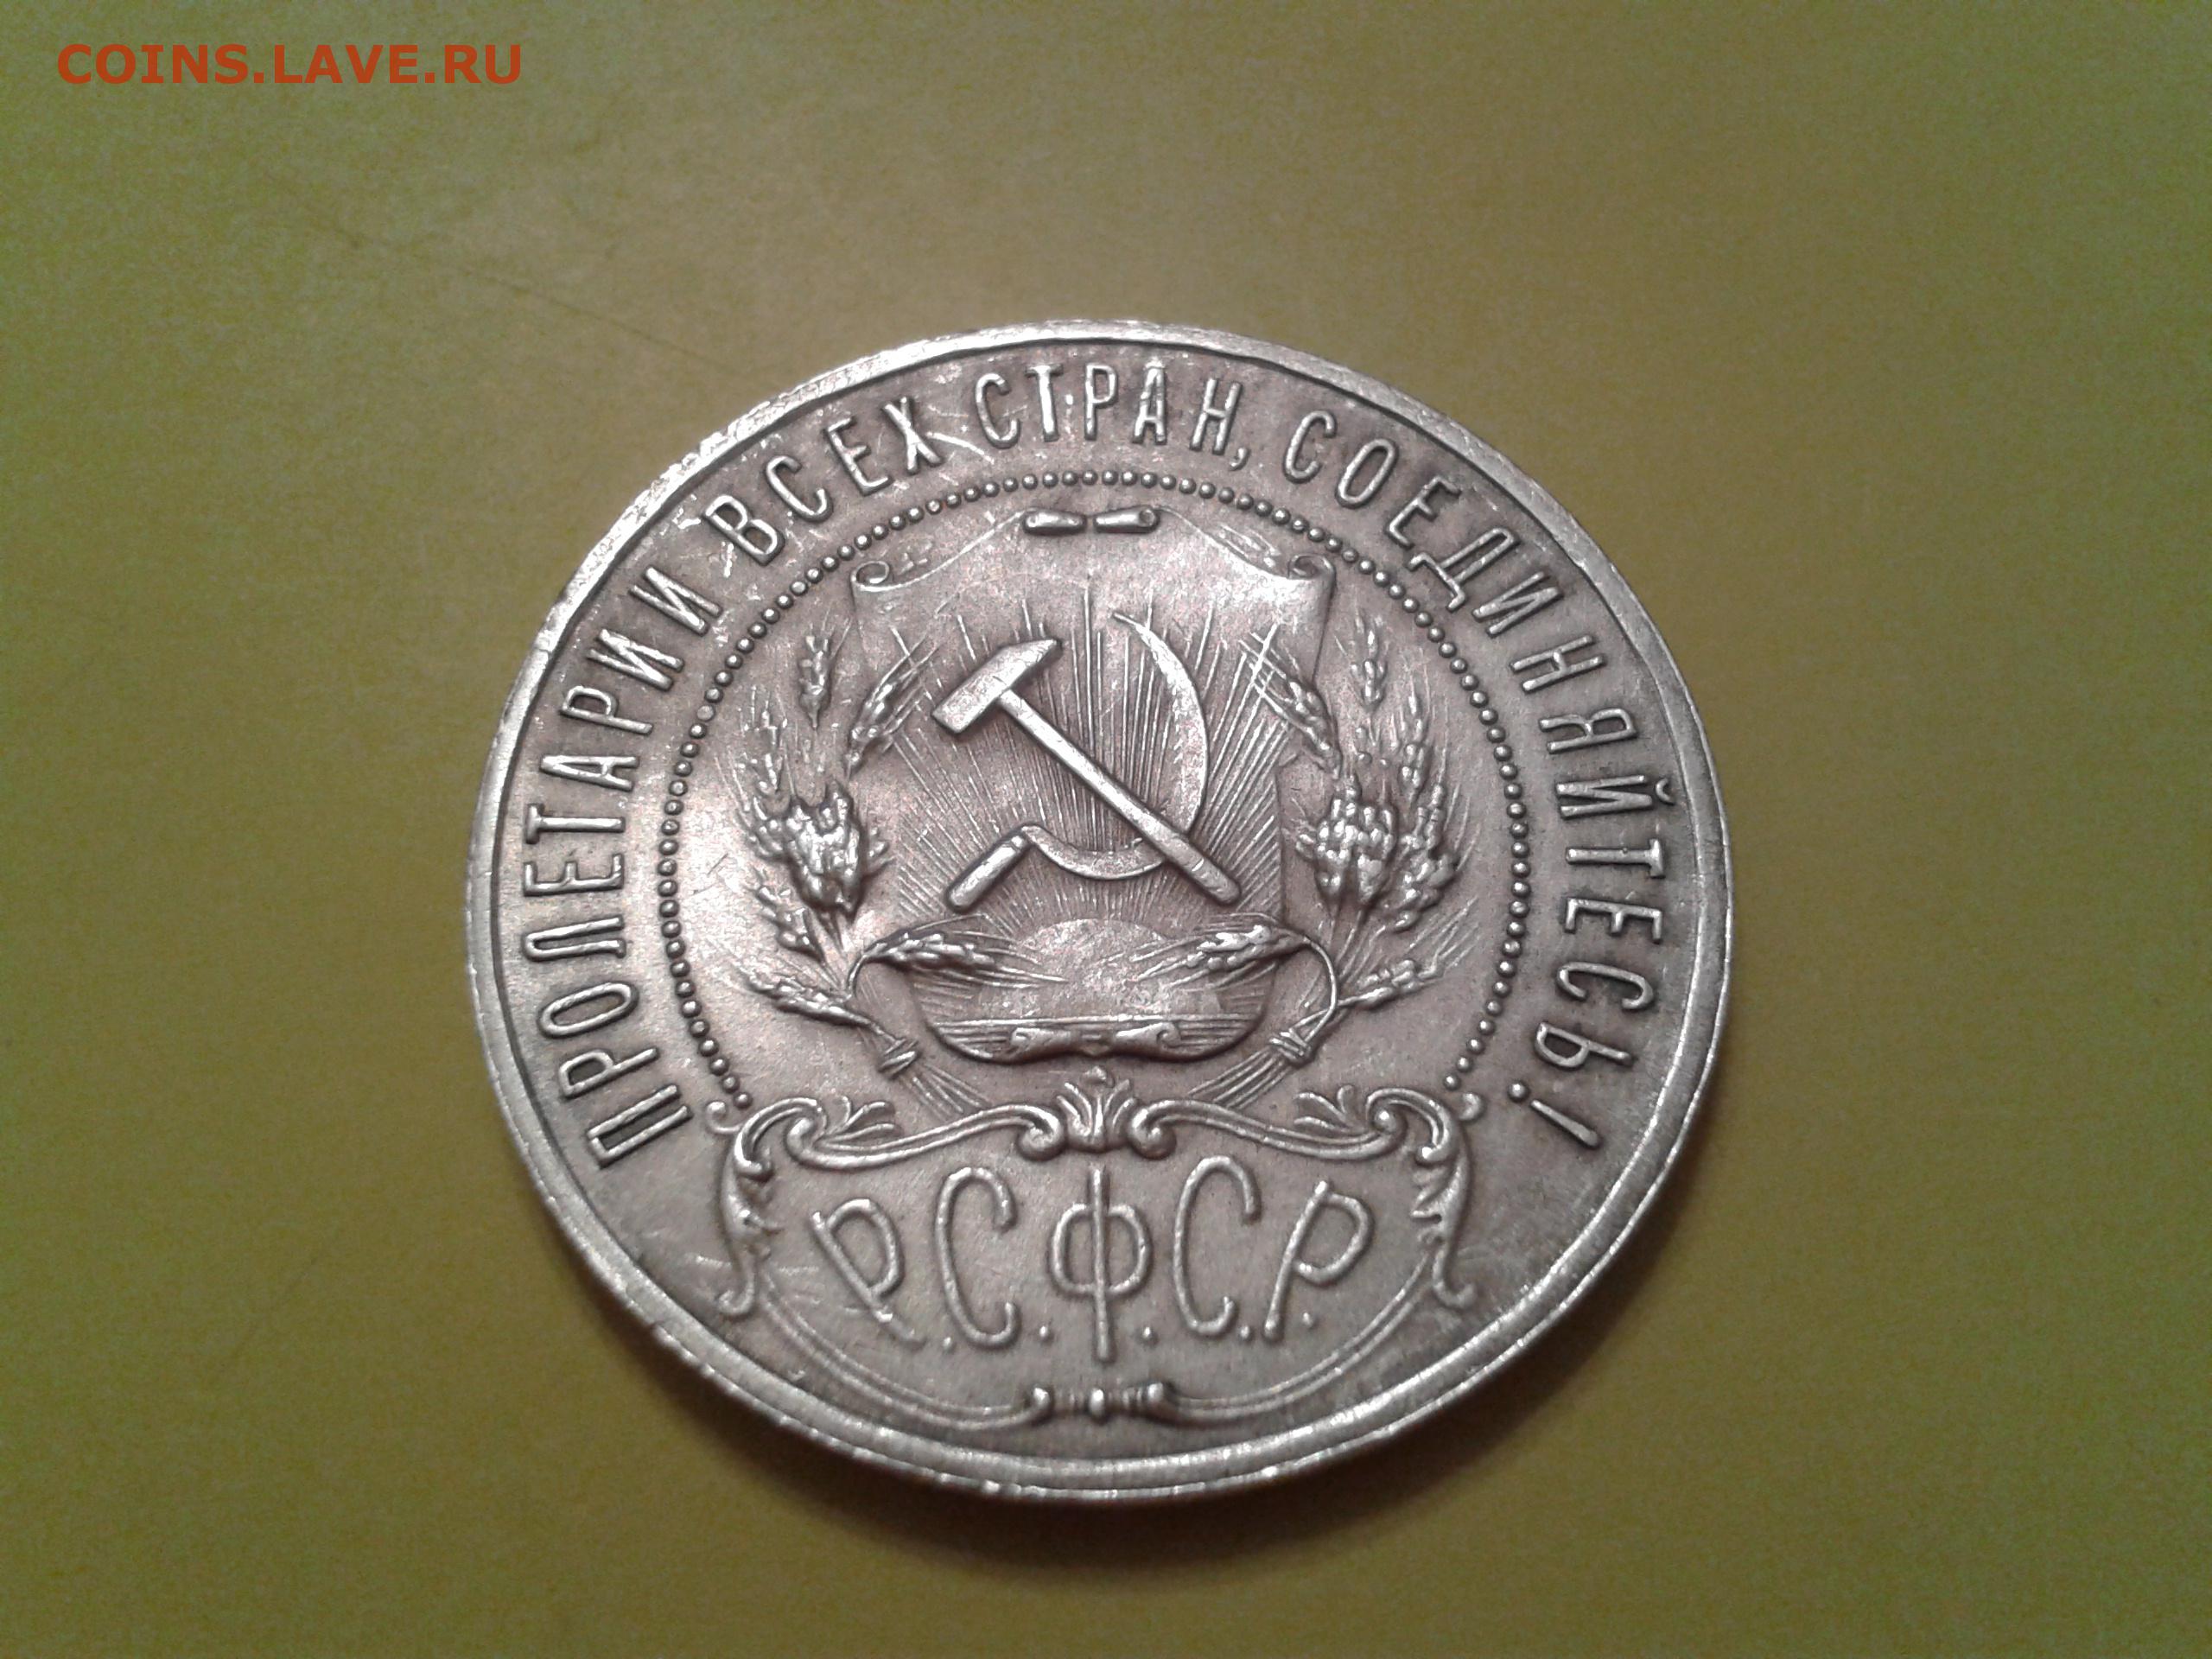 COINS.LAVE.RU
ПРОЛЕТАРИИ ВСЕХ СТРАН, СОЕДИНЯЙТЕСЬ!
Р.С.Ф.С.Р.